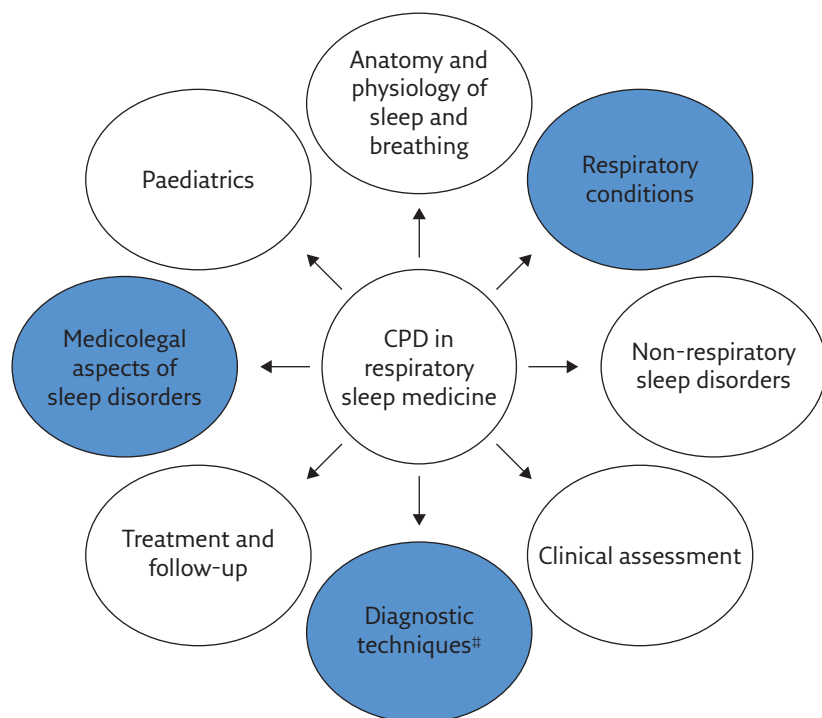 Anatomy and
physiology of
sleep and
breathing
Respiratory
conditions
Non-respiratory
sleep disorders
Clinical assessment
Diagnostic
techniques⌗
Treatment and
follow-up
Medicolegal
aspects of
sleep disorders
Paediatrics
CPD in
respiratory
sleep medicine